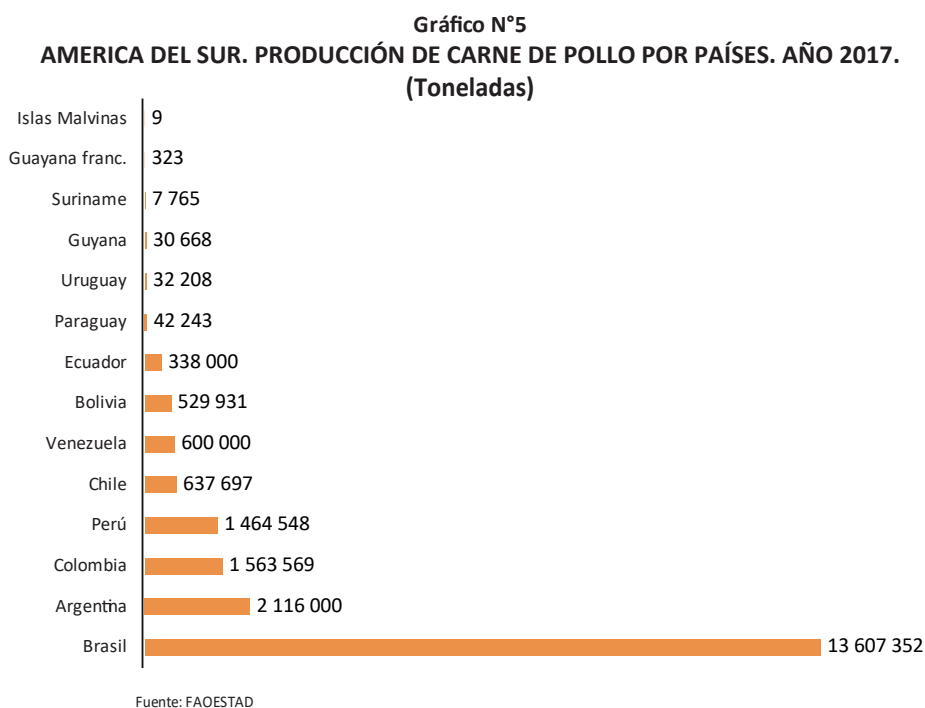 Gráfico N°5
AMERICA DEL SUR. PRODUCCIÓN DE CARNE DE POLLO POR PAÍSES. AÑO 2017.
(Toneladas)
Islas Malvinas 9
Guayana franc. 323
Suriname 7 765
Guyana 30 668
Uruguay 32 208
Paraguay 42 243
Ecuador 338 000
Bolivia 529 931
Venezuela 600 000
Chile 637 697
Perú 1 464 548
Colombia 1 563 569
Argentina 2 116 000
Brasil 13 607 352
Fuente: FAOESTAD